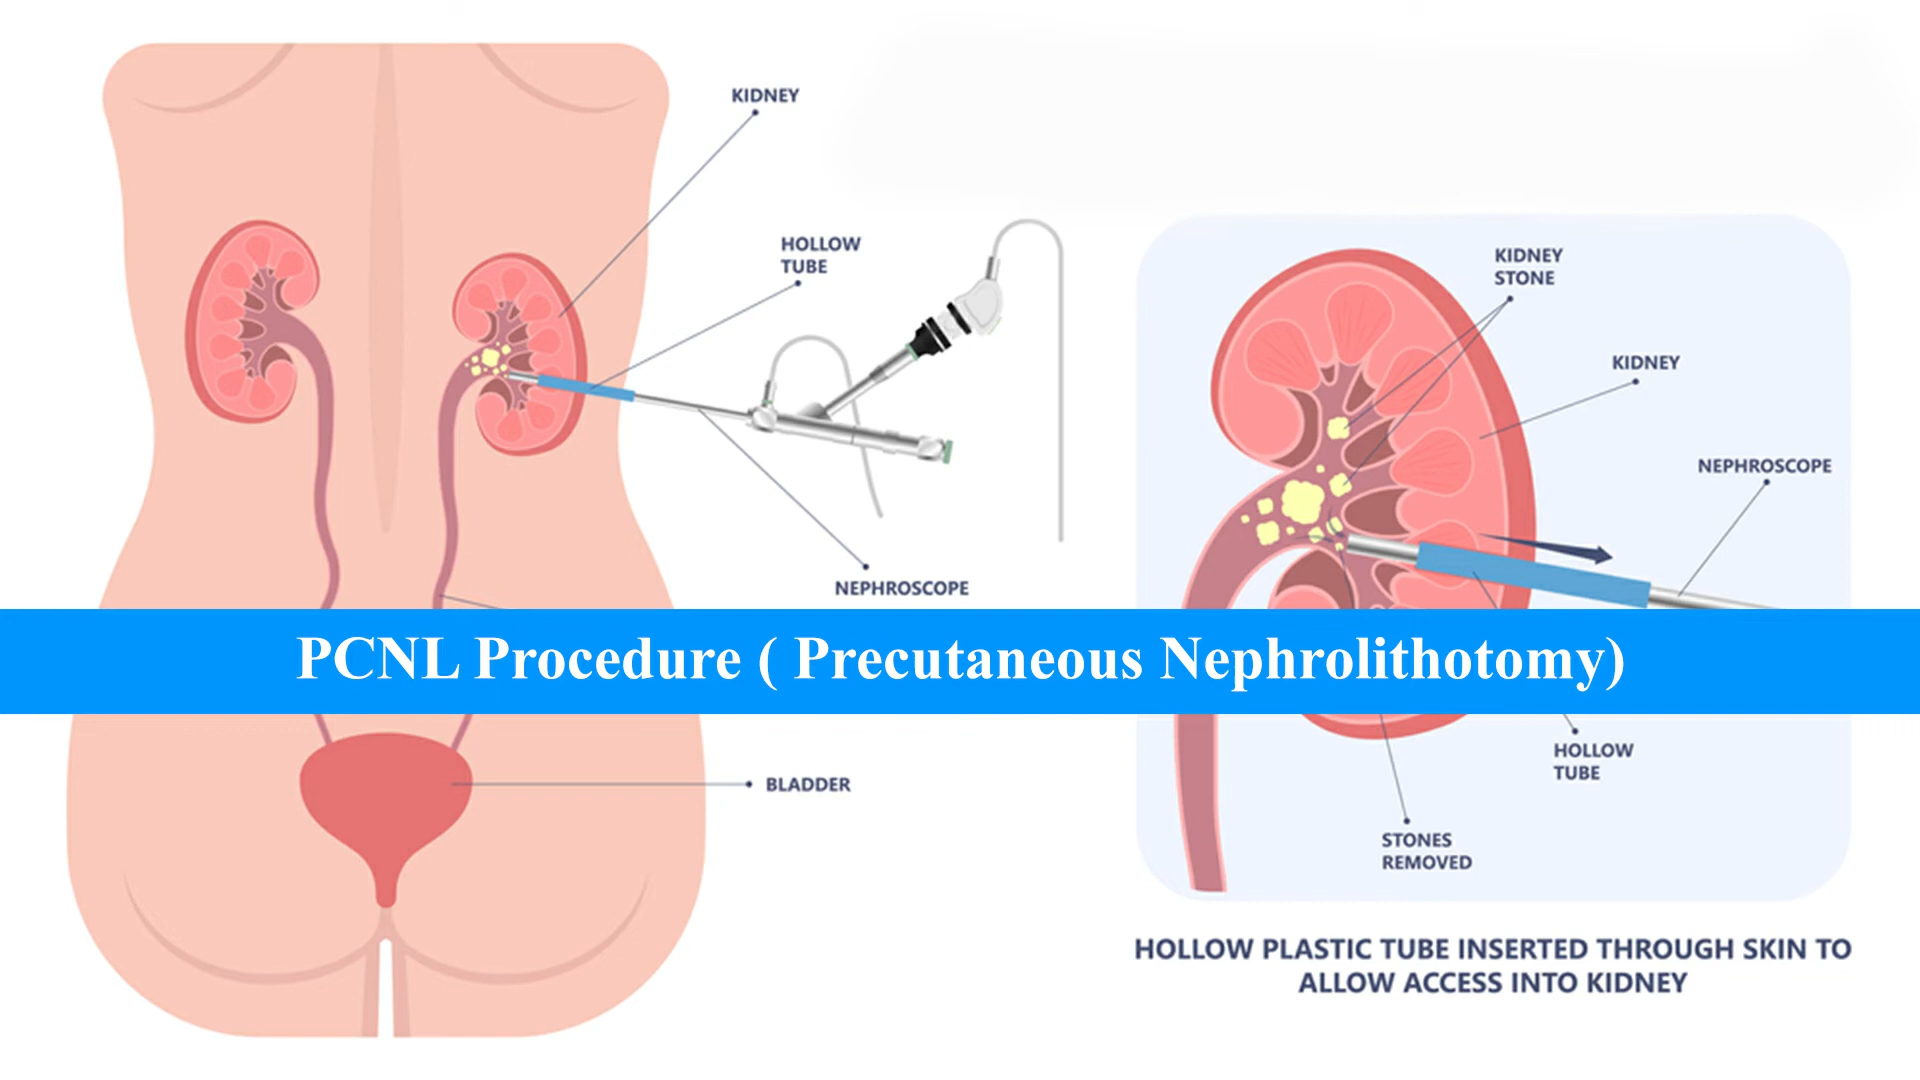 KIDNEY
HOLLOW
TUBE
NEPHROSCOPE
KIDNEY
STONE
KIDNEY
NEPHROSCOPE
PCNL Procedure ( Precutaneous Nephrolithotomy)
BLADDER
HOLLOW
TUBE
STONES
REMOVED
HOLLOW PLASTIC TUBE INSERTED THROUGH SKIN TO
ALLOW ACCESS INTO KIDNEY